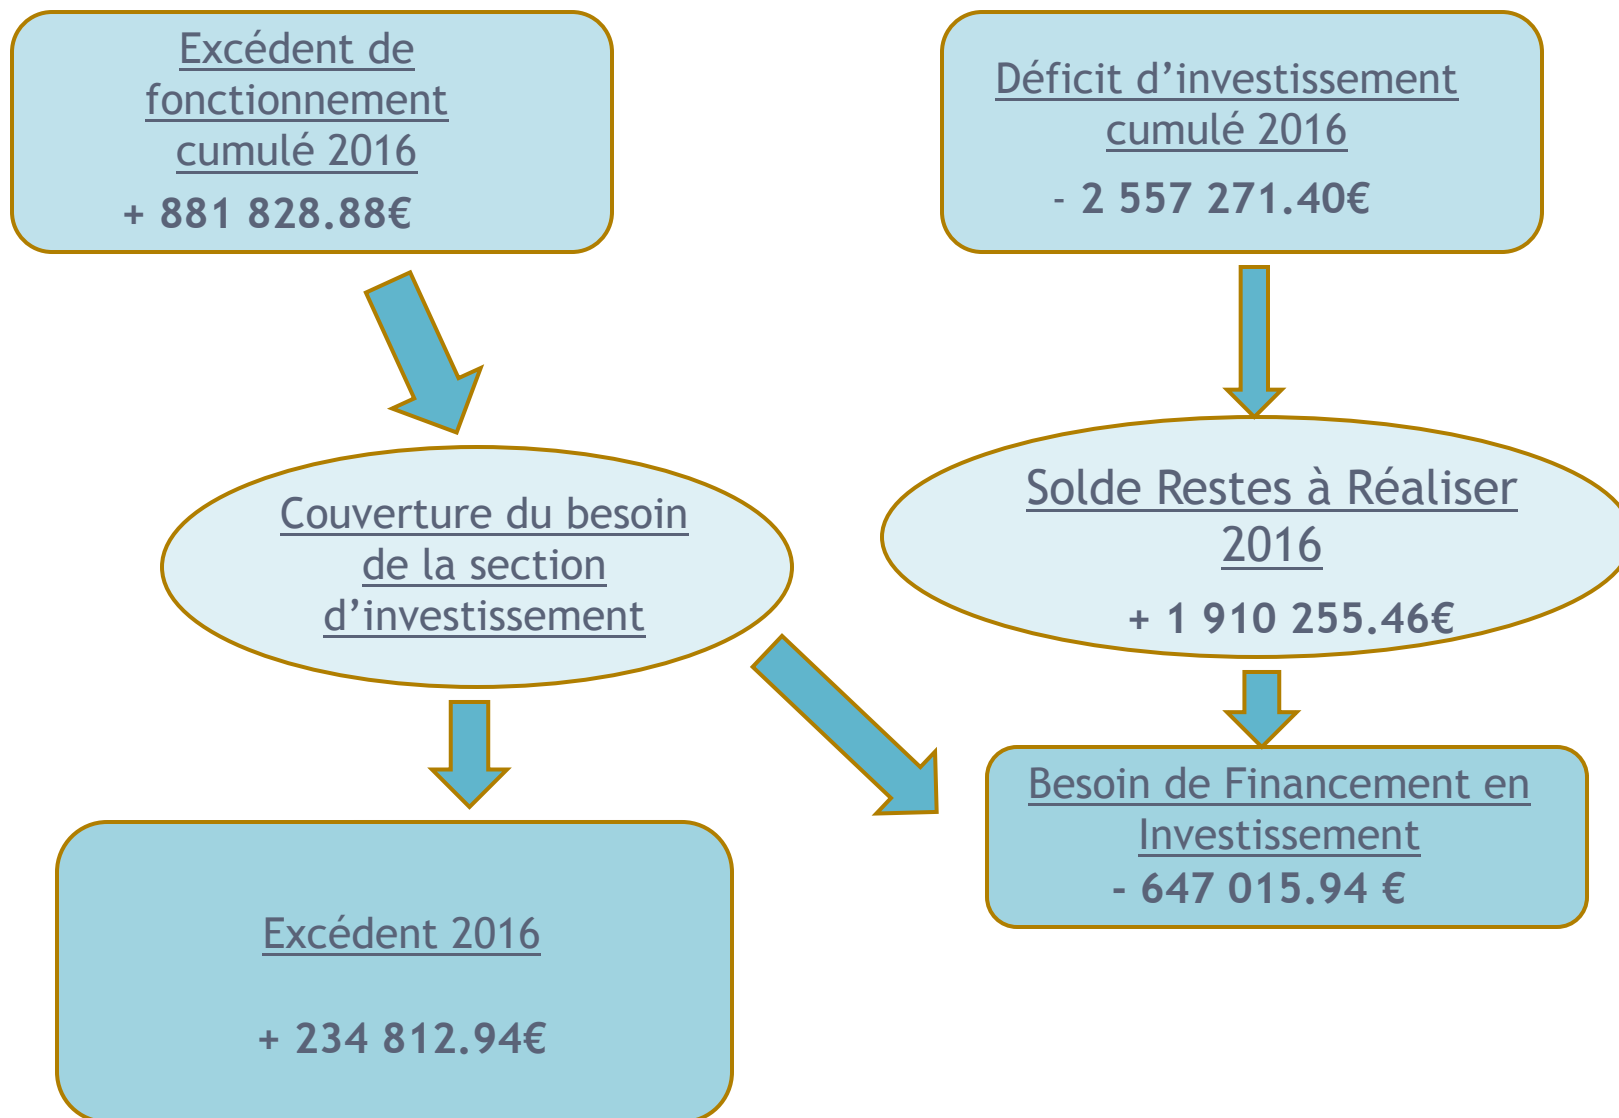 Excédent de
fonctionnement
cumulé 2016
+ 881 828.88€
Déficit d’investissement
cumulé 2016
- 2 557 271.40€
Couverture du besoin
de la section
d’investissement
Solde Restes à Réaliser
2016
+ 1 910 255.46€
Excédent 2016
+ 234 812.94€
Besoin de Financement en
Investissement
- 647 015.94 €